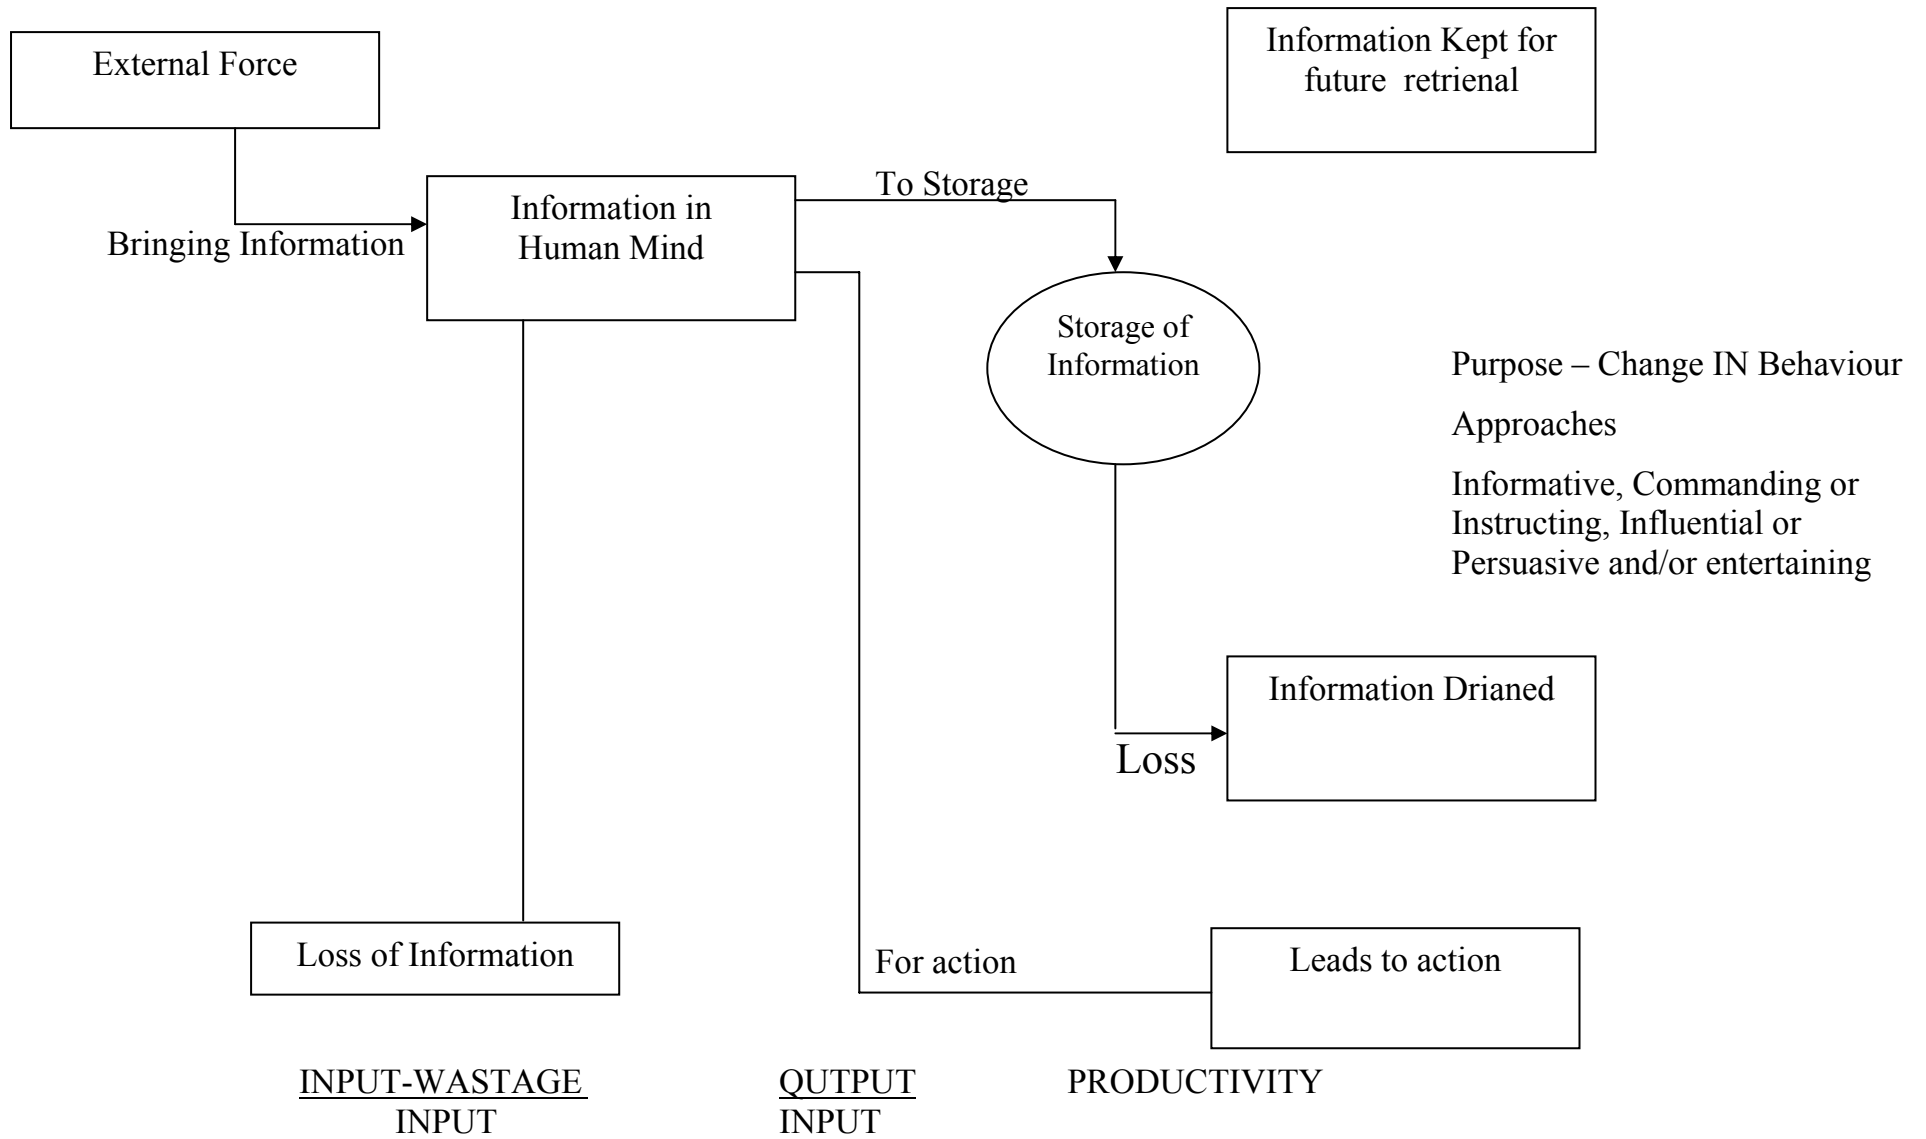 External Force
Information Kept for
future retrienal
Bringing Information
Information in
Human Mind
To Storage
Storage of
Information
Purpose – Change IN Behaviour
Approaches
Informative, Commanding or
Instructing, Influential or
Persuasive and/or entertaining
Information Drianed
Loss
Loss of Information
For action
Leads to action
INPUT-WASTAGE
INPUT
QUTPUT
INPUT
PRODUCTIVITY